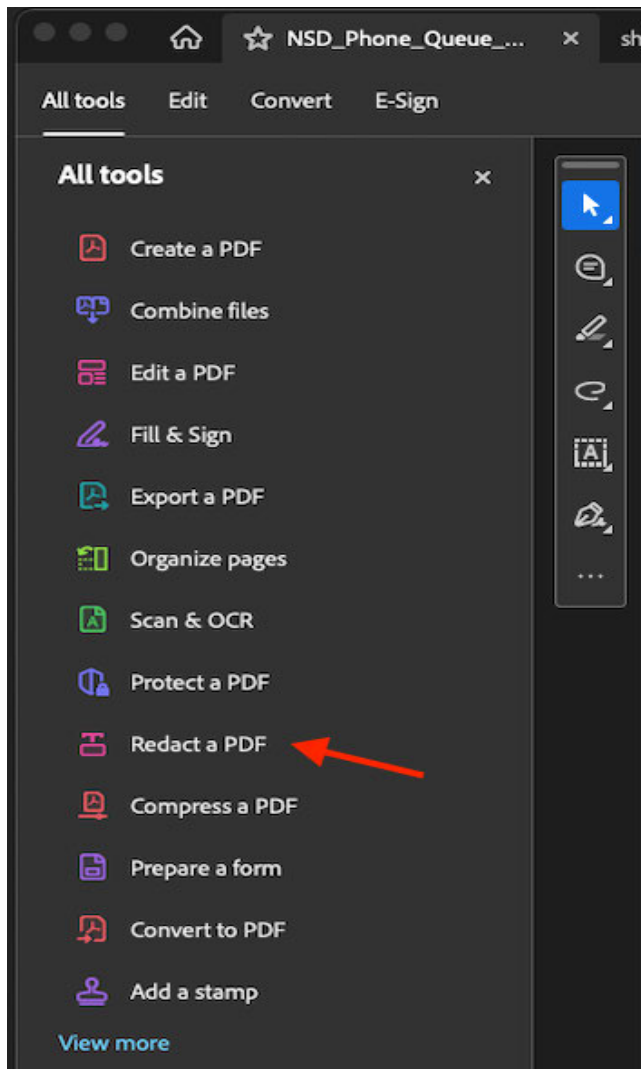 NSD_Phone_Queue_...
sh
All tools Edit Convert E-Sign
All tools
Create a PDF
Combine files
Edit a PDF
Fill & Sign
Export a PDF
Organize pages
Scan & OCR
Protect a PDF
Redact a PDF
Compress a PDF
Prepare a form
Convert to PDF
Add a stamp
View more